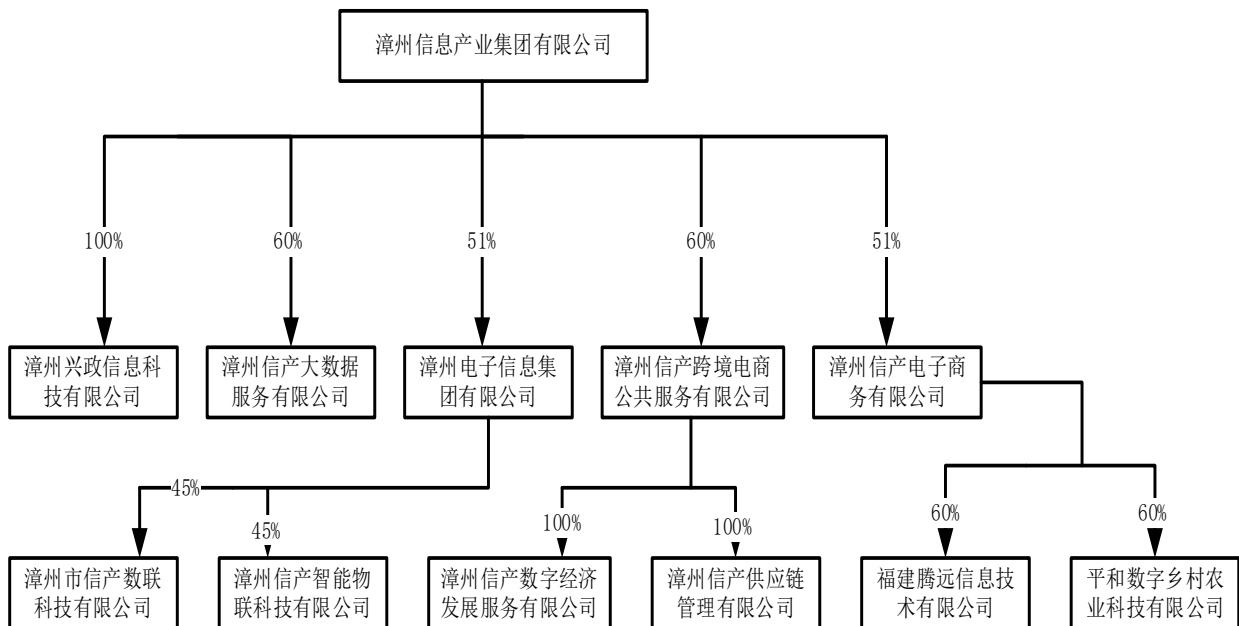 漳州信息产业集团有限公司
100%
60%
51%
60%
51%
漳州兴政信息科
技有限公司
漳州信产大数据
服务有限公司
漳州电子信息集
团有限公司
漳州信产跨境电商
公共服务有限公司
漳州信产电子商
务有限公司
45%
45%
100%
100%
60%
60%
漳州市信产数联
科技有限公司
漳州信产智能物
联科技有限公司
漳州信产数字经济
发展服务有限公司
漳州信产供应链
管理有限公司
福建腾远信息技
术有限公司
平和数字乡村农
业科技有限公司